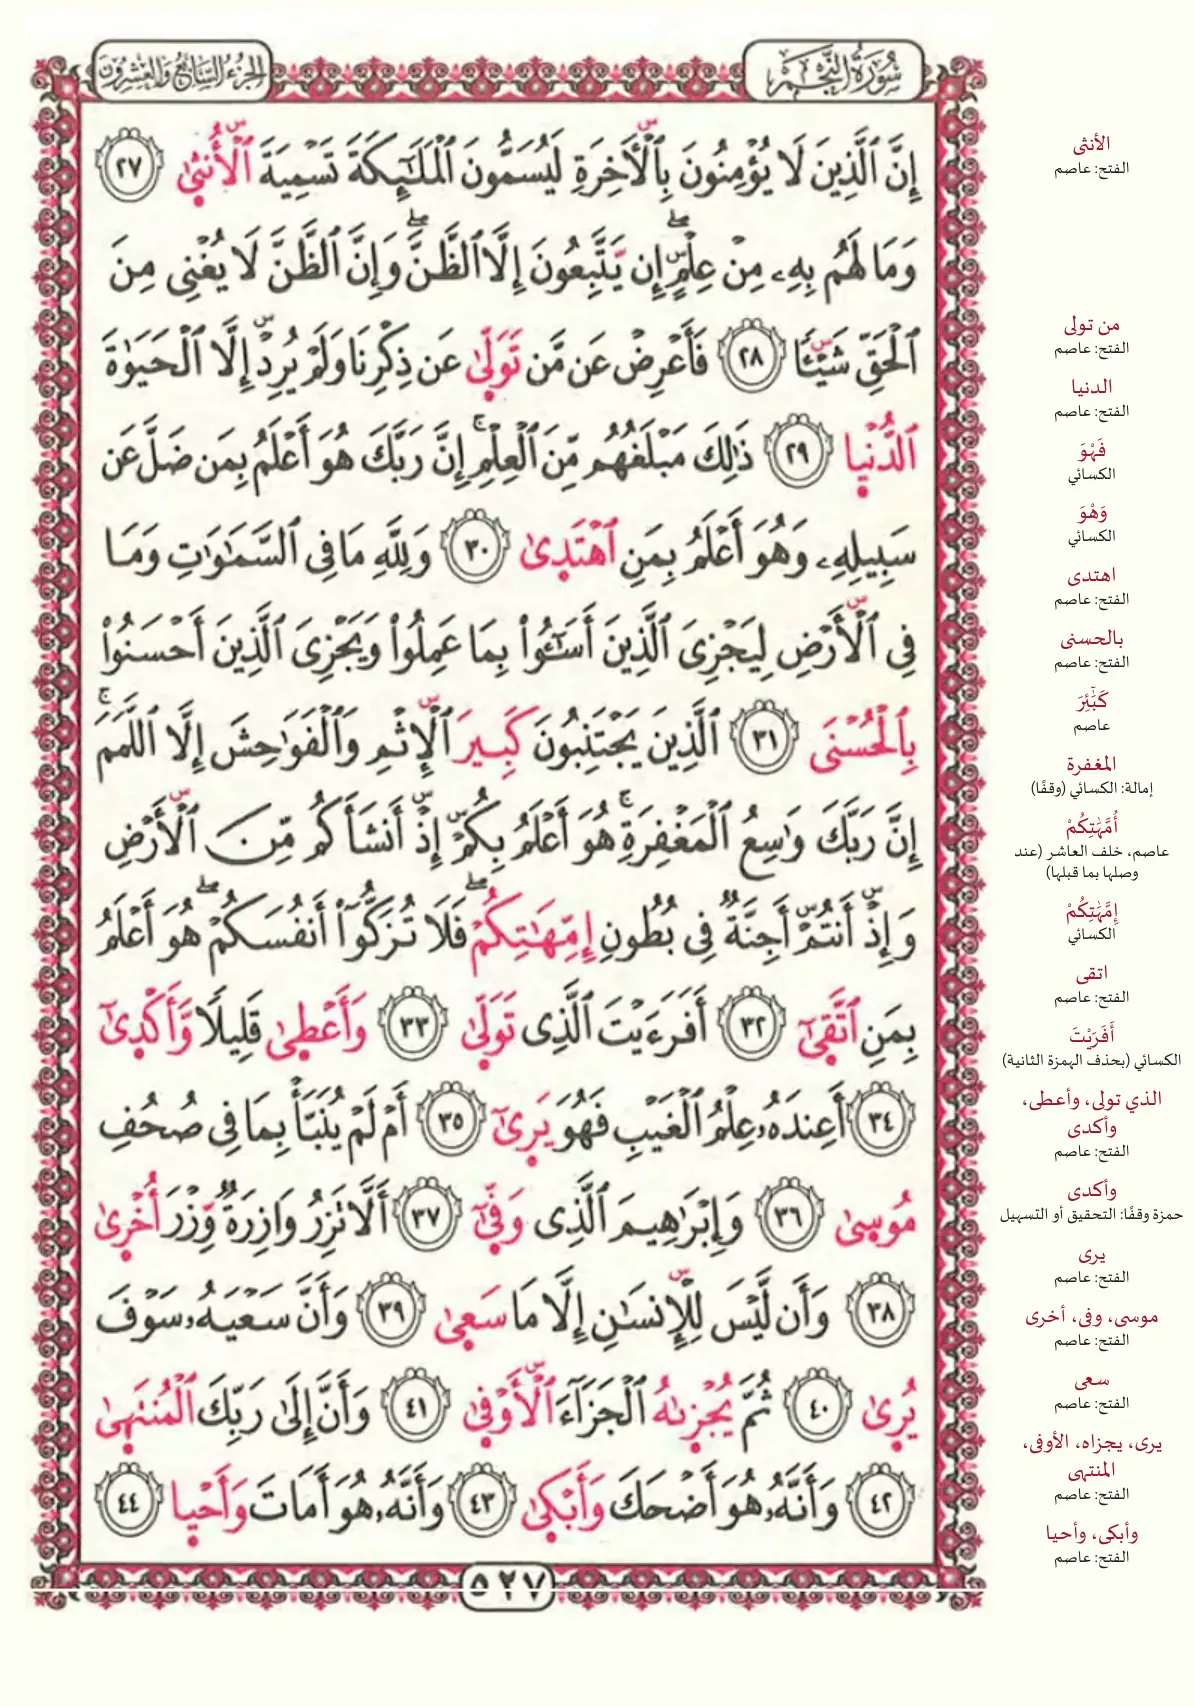 سُورَةُ النَّجْمِ
الجُزْءُ السَّابِعُ وَالعِشْرُونَ
إِنَّ ٱلَّذِينَ لَا يُؤْمِنُونَ بِٱلْأَخِرَةِ لَيُسَمُّونَ ٱلْمَلَٰٓئِكَةَ تَسْمِيَةَ ٱلْأُنثَىٰ ٢٧
وَمَا لَهُم بِهِۦ مِنْ عِلْمٍ إِن يَتَّبِعُونَ إِلَّا ٱلظَّنَّ وَإِنَّ ٱلظَّنَّ لَا يُغْنِى مِنَ
ٱلْحَقِّ شَيْـًٔا ٢٨ فَأَعْرِضْ عَن مَّن تَوَلَّىٰ عَن ذِكْرِنَا وَلَمْ يُرِدْ إِلَّا ٱلْحَيَوٰةَ
ٱلدُّنْيَا ٢٩ ذَٰلِكَ مَبْلَغُهُم مِّنَ ٱلْعِلْمِ إِنَّ رَبَّكَ هُوَ أَعْلَمُ بِمَن ضَلَّ عَن
سَبِيلِهِۦ وَهُوَ أَعْلَمُ بِمَنِ ٱهْتَدَىٰ ٣٠ وَلِلَّهِ مَا فِى ٱلسَّمَٰوَٰتِ وَمَا
فِى ٱلْأَرْضِ لِيَجْزِىَ ٱلَّذِينَ أَسَٰٓـُٔوا۟ بِمَا عَمِلُوا۟ وَيَجْزِىَ ٱلَّذِينَ أَحْسَنُوا۟
بِٱلْحُسْنَى ٣١ ٱلَّذِينَ يَجْتَنِبُونَ كَبِيرَ ٱلْإِثْمِ وَٱلْفَوَٰحِشَ إِلَّا ٱللَّمَمَ
إِنَّ رَبَّكَ وَٰسِعُ ٱلْمَغْفِرَةِ هُوَ أَعْلَمُ بِكُمْ إِذْ أَنشَأَكُم مِّنَ ٱلْأَرْضِ
وَإِذْ أَنتُمْ أَجِنَّةٌ فِى بُطُونِ إِمِّهَٰتِكُمْ فَلَا تُزَكُّوٓا۟ أَنفُسَكُمْ هُوَ أَعْلَمُ
بِمَنِ ٱتَّقَىٰٓ ٣٢ أَفَرَءَيْتَ ٱلَّذِى تَوَلَّىٰ ٣٣ وَأَعْطَىٰ قَلِيلًا وَأَكْدَىٰٓ
٣٤ أَعِندَهُۥ عِلْمُ ٱلْغَيْبِ فَهُوَ يَرَىٰٓ ٣٥ أَمْ لَمْ يُنَبَّأْ بِمَا فِى صُحُفِ
مُوسَىٰ ٣٦ وَإِبْرَٰهِيمَ ٱلَّذِى وَفَّىٰٓ ٣٧ أَلَّا تَزِرُ وَازِرَةٌ وِزْرَ أُخْرَىٰ
٣٨ وَأَن لَّيْسَ لِلْإِنسَٰنِ إِلَّا مَا سَعَىٰ ٣٩ وَأَنَّ سَعْيَهُۥ سَوْفَ
يُرَىٰ ٤٠ ثُمَّ يُجْزَىٰهُ ٱلْجَزَآءَ ٱلْأَوْفَىٰ ٤١ وَأَنَّ إِلَىٰ رَبِّكَ ٱلْمُنتَهَىٰ
٤٢ وَأَنَّهُۥ هُوَ أَضْحَكَ وَأَبْكَىٰ ٤٣ وَأَنَّهُۥ هُوَ أَمَاتَ وَأَحْيَا ٤٤
٥٢٧
الأنثى
الفتح: عاصم
من تولى
الفتح: عاصم
الدنيا
الفتح: عاصم
فَهْوَ
الكسائي
وَهْوَ
الكسائي
اهتدى
الفتح: عاصم
بالحسنى
الفتح: عاصم
كَبَٰٓئِرَ
عاصم
المغفرة
إمالة: الكسائي (وقفًا)
أُمَّهَٰتِكُمْ
عاصم، خلف العاشر (عند
وصلها بما قبلها)
إِمَّهَٰتِكُمْ
الكسائي
اتقى
الفتح: عاصم
أَفَرَيْتَ
الكسائي (بحذف الهمزة الثانية)
الذي تولى، وأعطى،
وأكدى
الفتح: عاصم
وأكدى
حمزة وقفًا: التحقيق أو التسهيل
يرى
الفتح: عاصم
موسى، وفى، أخرى
الفتح: عاصم
سعى
الفتح: عاصم
يرى، يجزاه، الأوفى،
المنتهى
الفتح: عاصم
وأبكى، وأحيا
الفتح: عاصم